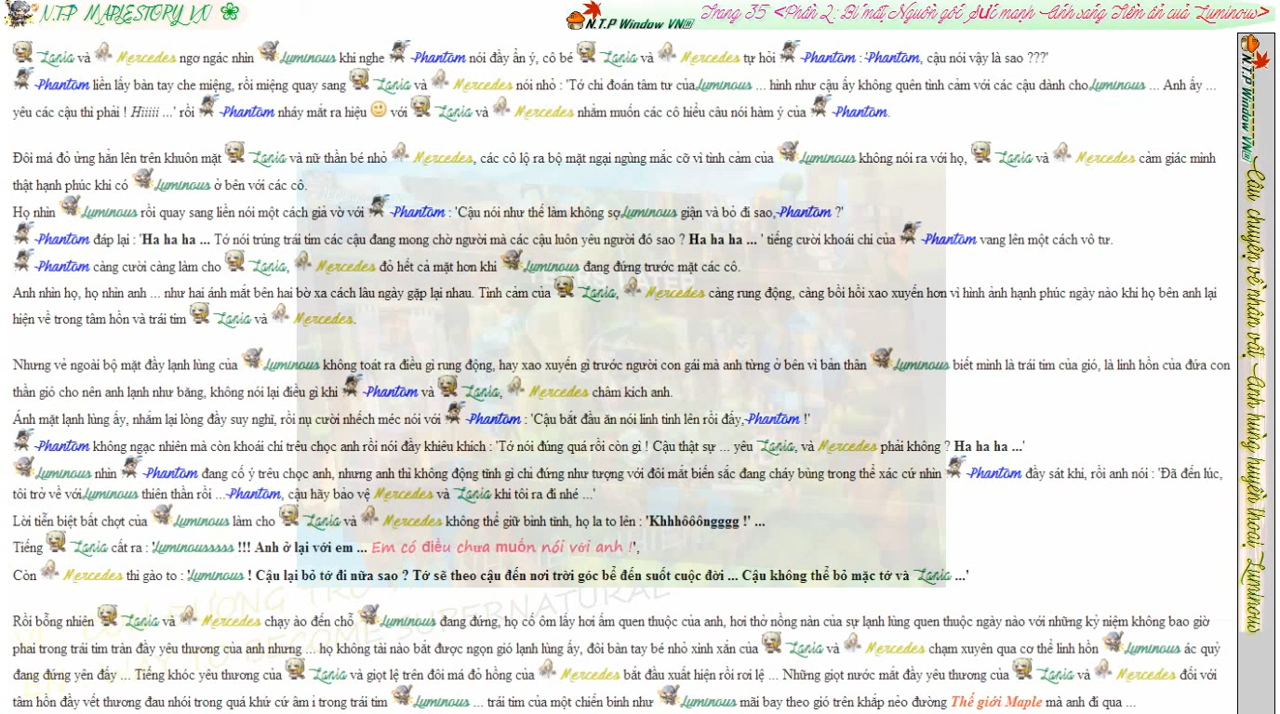 N.T.P MAPLESTORY VN
N.T.P Window VN
Trang 35 <Phần 2: Bí mật Nguồn gốc Sức mạnh Ánh sáng Tiềm ẩn của Luminous>
Lania và Mercedes ngơ ngác nhìn Luminous khi nghe Phantom nói đầy ẩn ý, cô bé Lania và Mercedes tự hỏi Phantom : 'Phantom, cậu nói vậy là sao ???'
Phantom liền lấy bàn tay che miệng, rồi miệng quay sang Lania và Mercedes nói nhỏ : 'Tớ chỉ đoán tâm tư của Luminous ... hình như cậu ấy không quên tình cảm với các cậu dành cho Luminous ... Anh ấy ...
yêu các cậu thì phải ! Hiiiii ...' rồi Phantom nháy mắt ra hiệu với Lania và Mercedes nhằm muốn các cô hiểu câu nói hàm ý của Phantom.
Đôi má đỏ ửng hẳn lên trên khuôn mặt Lania và nữ thần bé nhỏ Mercedes, các cô lộ ra bộ mặt ngại ngùng mắc cỡ vì tình cảm của Luminous không nói ra với họ, Lania và Mercedes cảm giác mình
thật hạnh phúc khi có Luminous ở bên với các cô.
Họ nhìn Luminous rồi quay sang liền nói một cách giả vờ với Phantom : 'Cậu nói như thế làm không sợ Luminous giận và bỏ đi sao, Phantom ?'
Phantom đáp lại : 'Ha ha ha ... Tớ nói trúng trái tim các cậu đang mong chờ người mà các cậu luôn yêu người đó sao ? Ha ha ha ... ' tiếng cười khoái chí của Phantom vang lên một cách vô tư.
Phantom càng cười càng làm cho Lania, Mercedes đỏ hết cả mặt hơn khi Luminous đang đứng trước mặt các cô.
Anh nhìn họ, họ nhìn anh ... như hai ánh mắt bên hai bờ xa cách lâu ngày gặp lại nhau. Tình cảm của Lania, Mercedes càng rung động, càng bồi hồi xao xuyến hơn vì hình ảnh hạnh phúc ngày nào khi họ bên anh lại
hiện về trong tâm hồn và trái tim Lania và Mercedes.
Nhưng vẻ ngoài bộ mặt đầy lạnh lùng của Luminous không toát ra điều gì rung động, hay xao xuyến gì trước người con gái mà anh từng ở bên vì bản thân Luminous biết mình là trái tim của gió, là linh hồn của đứa con
thần gió cho nên anh lạnh như băng, không nói lại điều gì khi Phantom và Lania, Mercedes châm kích anh.
Ánh mặt lạnh lùng ấy, nhắm lại lòng đầy suy nghĩ, rồi nụ cười nhếch méc nói với Phantom : 'Cậu bắt đầu ăn nói linh tinh lên rồi đấy, Phantom !'
Phantom không ngạc nhiên mà còn khoái chí trêu chọc anh rồi nói đầy khiêu khích : 'Tớ nói đúng quá rồi còn gì ! Cậu thật sự ... yêu Lania, và Mercedes phải không ? Ha ha ha ...'
Luminous nhìn Phantom đang cố ý trêu chọc anh, nhưng anh thì không động tĩnh gì chỉ đứng như tượng với đôi mắt biển sắc đang cháy bùng trong thể xác cứ nhìn Phantom đầy sát khí, rồi anh nói : 'Đã đến lúc,
tôi trở về với Luminous thiên thần rồi ... Phantom, cậu hãy bảo vệ Mercedes và Lania khi tôi ra đi nhé ...'
Lời tiễn biệt bất chợt của Luminous làm cho Lania và Mercedes không thể giữ bình tĩnh, họ la to lên : 'Khhhôôôngggg !' ...
Tiếng Lania cất ra : 'Luminousssss !!! Anh ở lại với em ... Em có điều chưa muốn nói với anh !',
Còn Mercedes thì gào to : 'Luminous ! Cậu lại bỏ tớ đi nữa sao ? Tớ sẽ theo cậu đến nơi trời góc bể đến suốt cuộc đời ... Cậu không thể bỏ mặc tớ và Lania ...'
Rồi bỗng nhiên Lania và Mercedes chạy ào đến chỗ Luminous đang đứng, họ cố ôm lấy hơi ấm quen thuộc của anh, hơi thở nồng nàn của sự lạnh lùng quen thuộc ngày nào với những kỷ niệm không bao giờ
phai trong trái tim tràn đầy yêu thương của anh nhưng ... họ không tài nào bắt được ngọn gió lạnh lùng ấy, đôi bàn tay bé nhỏ xinh xắn của Lania và Mercedes chạm xuyên qua cơ thể linh hồn Luminous ác quỷ
đang đứng yên đấy ... Tiếng khóc yêu thương của Lania và giọt lệ trên đôi má đỏ hồng của Mercedes bắt đầu xuất hiện rồi rơi lệ ... Những giọt nước mắt đầy yêu thương của Lania và Mercedes đối với
tâm hồn đầy vết thương đau nhói trong quá khứ cứ âm ỉ trong trái tim Luminous ... trái tim của một chiến binh như Luminous mãi bay theo gió trên khắp nẻo đường Thế giới Maple mà anh đi qua ...
N.T.P Window VN
Câu chuyện về nhân vật Anh hùng huyền thoại Luminous